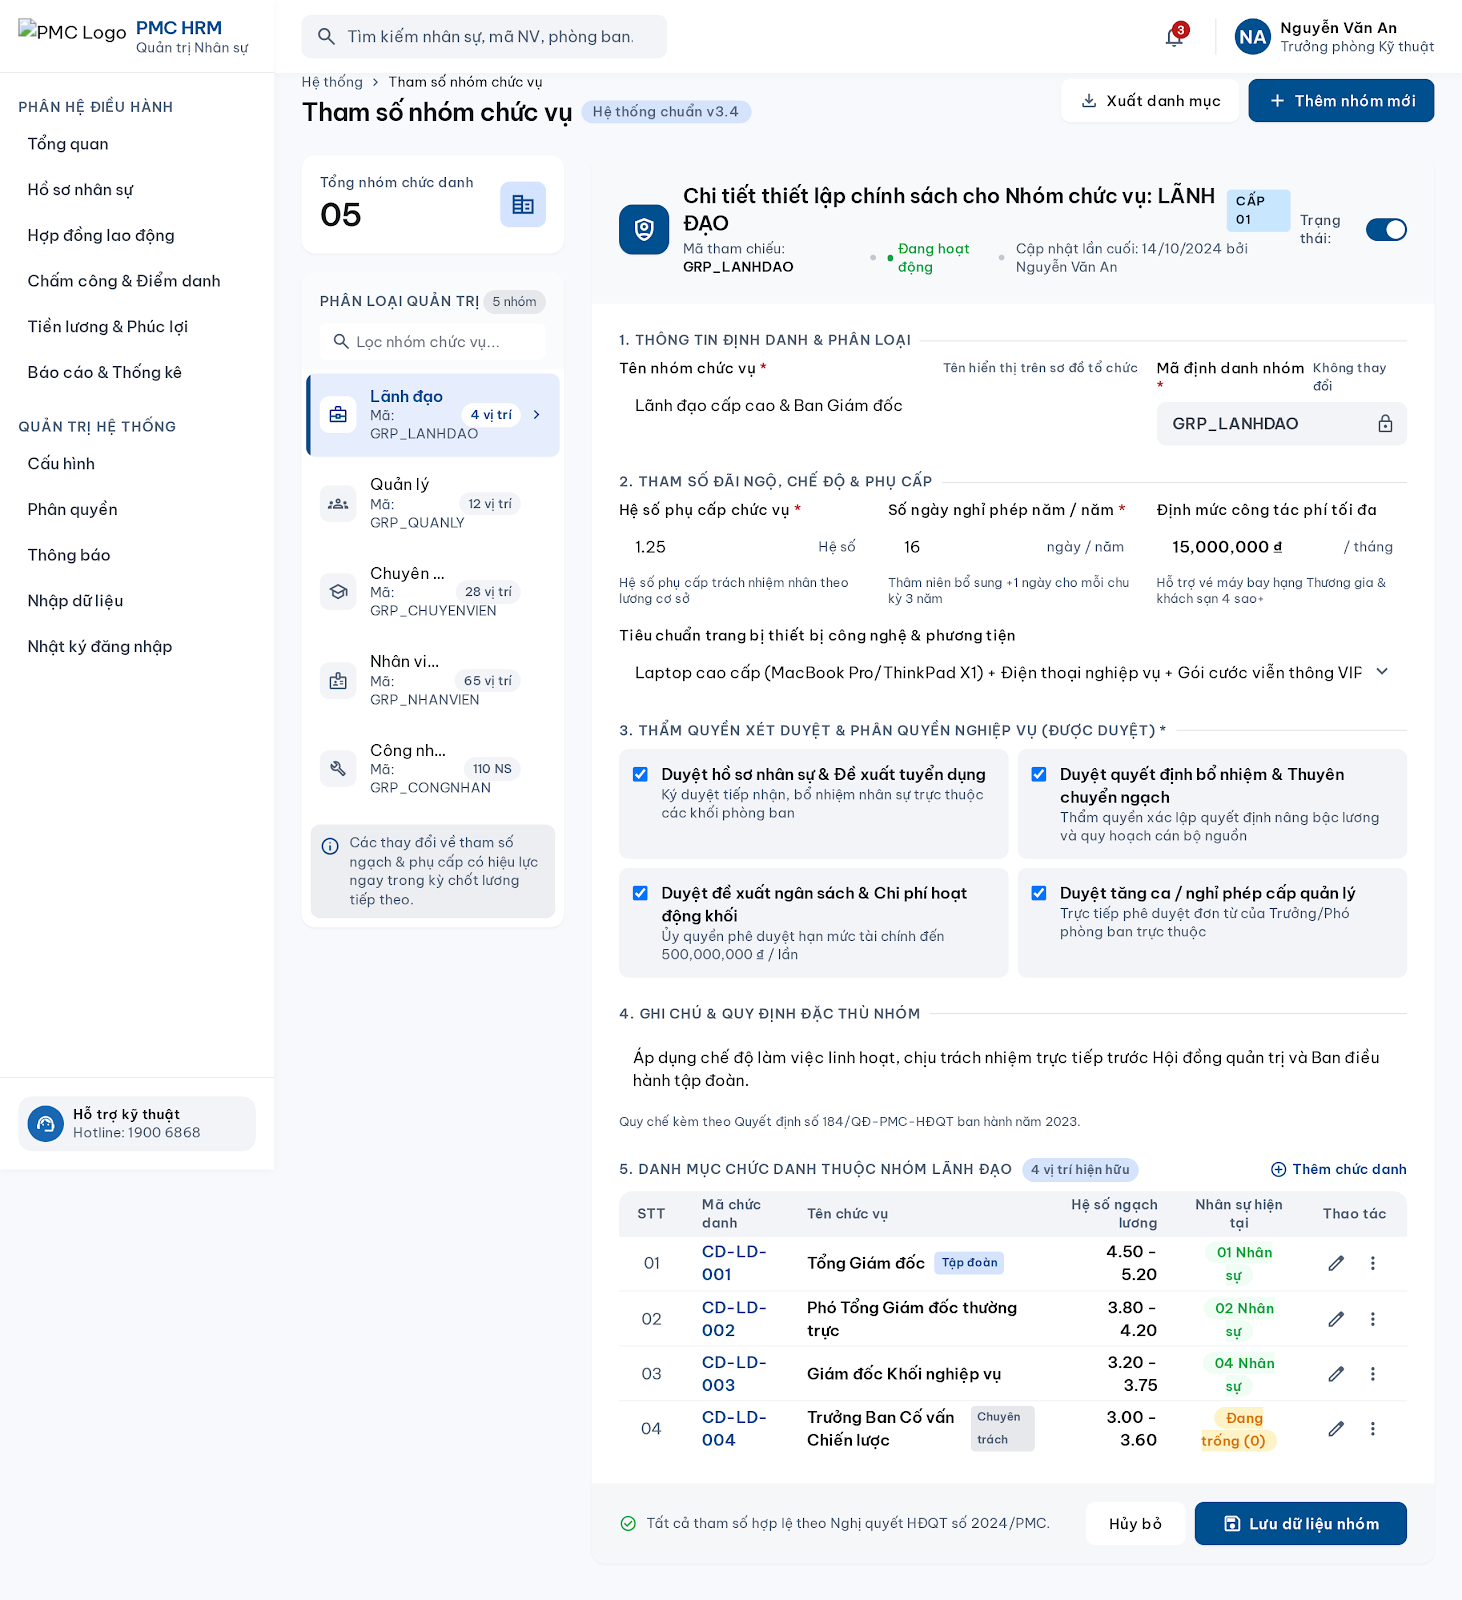 PMC Logo
PMC HRM
Quản trị Nhân sự
PHÂN HỆ ĐIỀU HÀNH
Tổng quan
Hồ sơ nhân sự
Hợp đồng lao động
Chấm công & Điểm danh
Tiền lương & Phúc lợi
Báo cáo & Thống kê
QUẢN TRỊ HỆ THỐNG
Cấu hình
Phân quyền
Thông báo
Nhập dữ liệu
Nhật ký đăng nhập
Hỗ trợ kỹ thuật
Hotline: 1900 6868
Tìm kiếm nhân sự, mã NV, phòng ban.
3
NA
Nguyễn Văn An
Trưởng phòng Kỹ thuật
Hệ thống > Tham số nhóm chức vụ
Tham số nhóm chức vụ
Hệ thống chuẩn v3.4
Xuất danh mục
Thêm nhóm mới
Tổng nhóm chức danh
05
PHÂN LOẠI QUẢN TRỊ
5 nhóm
Lọc nhóm chức vụ...
Lãnh đạo
Mã:
GRP_LANHDAO
4 vị trí
Quản lý
Mã:
GRP_QUANLY
12 vị trí
Chuyên ...
Mã:
GRP_CHUYENVIEN
28 vị trí
Nhân vi...
Mã:
GRP_NHANVIEN
65 vị trí
Công nh...
Mã:
GRP_CONGNHAN
110 NS
Các thay đổi về tham số
ngạch & phụ cấp có hiệu lực
ngay trong kỳ chốt lương
tiếp theo.
Chi tiết thiết lập chính sách cho Nhóm chức vụ: LÃNH
ĐẠO
CẤP
01
Mã tham chiếu:
GRP_LANHDAO
Đang hoạt
động
Cập nhật lần cuối: 14/10/2024 bởi
Nguyễn Văn An
Trạng
thái:
1. THÔNG TIN ĐỊNH DANH & PHÂN LOẠI
Tên nhóm chức vụ *
Tên hiển thị trên sơ đồ tổ chức
Lãnh đạo cấp cao & Ban Giám đốc
Mã định danh nhóm
*
Không thay
đổi
GRP_LANHDAO
2. THAM SỐ ĐÃI NGỘ, CHẾ ĐỘ & PHỤ CẤP
Hệ số phụ cấp chức vụ *
1.25
Hệ số
Hệ số phụ cấp trách nhiệm nhân theo
lương cơ sở
Số ngày nghỉ phép năm / năm *
16
ngày / năm
Thâm niên bổ sung +1 ngày cho mỗi chu
kỳ 3 năm
Định mức công tác phí tối đa
15,000,000 đ
/ tháng
Hỗ trợ vé máy bay hạng Thương gia &
khách sạn 4 sao+
Tiêu chuẩn trang bị thiết bị công nghệ & phương tiện
Laptop cao cấp (MacBook Pro/ThinkPad X1) + Điện thoại nghiệp vụ + Gói cước viễn thông VIP
3. THẨM QUYỀN XÉT DUYỆT & PHÂN QUYỀN NGHIỆP VỤ (ĐƯỢC DUYỆT) *
Duyệt hồ sơ nhân sự & Đề xuất tuyển dụng
Ký duyệt tiếp nhận, bổ nhiệm nhân sự trực thuộc
các khối phòng ban
Duyệt quyết định bổ nhiệm & Thuyên
chuyển ngạch
Thẩm quyền xác lập quyết định nâng bậc lương
và quy hoạch cán bộ nguồn
Duyệt đề xuất ngân sách & Chi phí hoạt
động khối
Ủy quyền phê duyệt hạn mức tài chính đến
500,000,000 đ / lần
Duyệt tăng ca / nghỉ phép cấp quản lý
Trực tiếp phê duyệt đơn từ của Trưởng/Phó
phòng ban trực thuộc
4. GHI CHÚ & QUY ĐỊNH ĐẶC THÙ NHÓM
Áp dụng chế độ làm việc linh hoạt, chịu trách nhiệm trực tiếp trước Hội đồng quản trị và Ban điều
hành tập đoàn.
Quy chế kèm theo Quyết định số 184/QĐ-PMC-HĐQT ban hành năm 2023.
5. DANH MỤC CHỨC DANH THUỘC NHÓM LÃNH ĐẠO
4 vị trí hiện hữu
Thêm chức danh
STT
Mã chức
danh
Tên chức vụ
Hệ số ngạch
lương
Nhân sự hiện
tại
Thao tác
01
CD-LD-
001
Tổng Giám đốc
Tập đoàn
4.50 -
5.20
01 Nhân
sự
02
CD-LD-
002
Phó Tổng Giám đốc thường
trực
3.80 -
4.20
02 Nhân
sự
03
CD-LD-
003
Giám đốc Khối nghiệp vụ
3.20 -
3.75
04 Nhân
sự
04
CD-LD-
004
Trưởng Ban Cố vấn
Chiến lược
Chuyên
trách
3.00 -
3.60
Đang
trống (0)
Tất cả tham số hợp lệ theo Nghị quyết HĐQT số 2024/PMC.
Hủy bỏ
Lưu dữ liệu nhóm